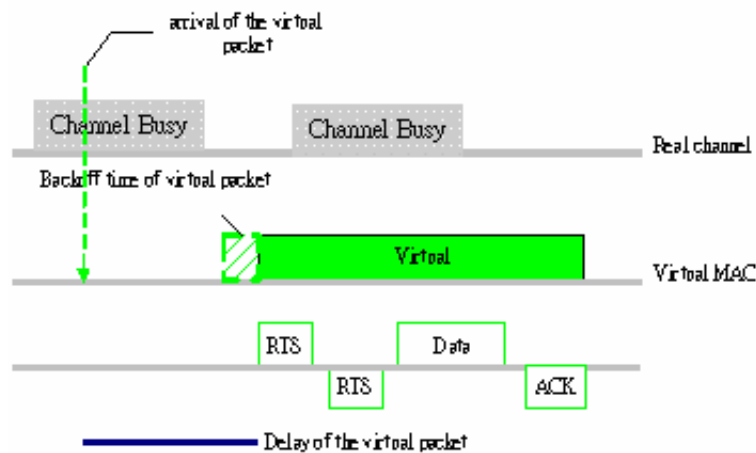 arrival of the virtual
packet
Channel Busy
Channel Busy
Real channel
Backoff time of virtual packet
Virtual
Virtual MAC
RTS
Data
RTS
ACK
Delay of the virtual packet